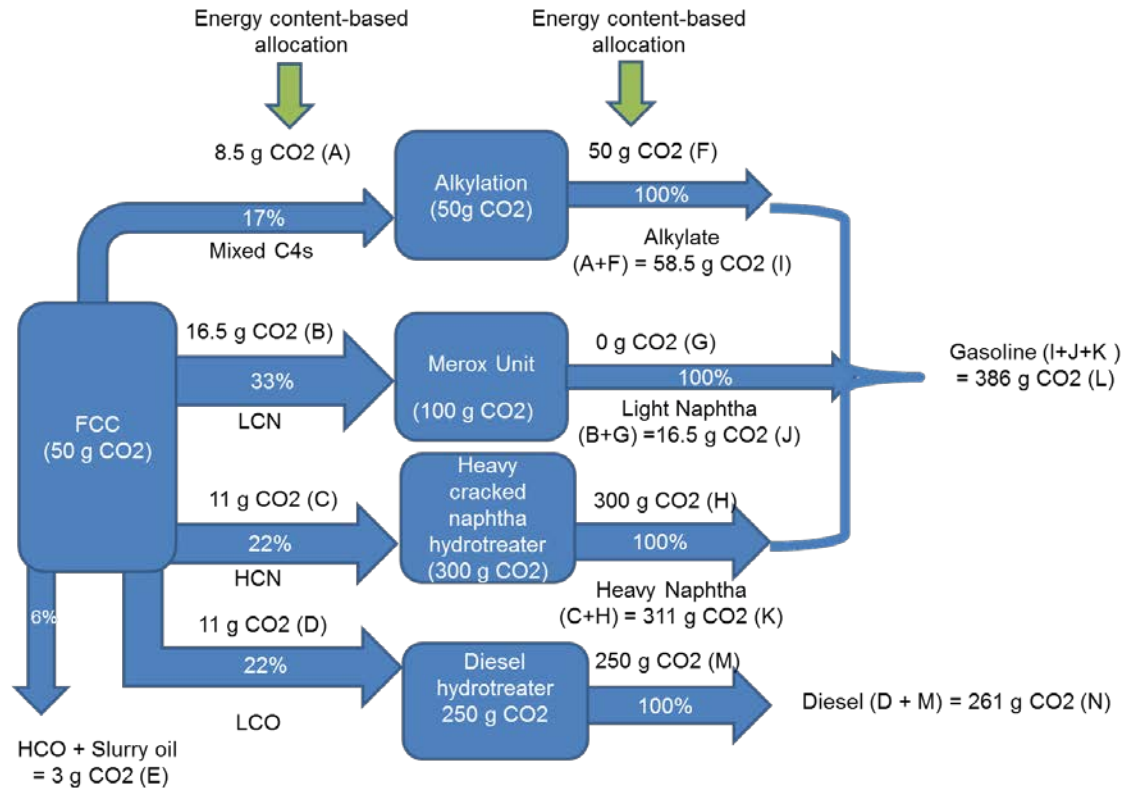 Energy content-based
allocation
Energy content-based
allocation
8.5 g CO2 (A)
17%
Mixed C4s
Alkylation
(50g CO2)
50 g CO2 (F)
100%
Alkylate
(A+F) = 58.5 g CO2 (I)
FCC
(50 g CO2)
16.5 g CO2 (B)
33%
LCN
Merox Unit
(100 g CO2)
0 g CO2 (G)
100%
Light Naphtha
(B+G) =16.5 g CO2 (J)
Gasoline (I+J+K )
= 386 g CO2 (L)
11 g CO2 (C)
22%
HCN
Heavy
cracked
naphtha
hydrotreater
(300 g CO2)
300 g CO2 (H)
100%
Heavy Naphtha
(C+H) = 311 g CO2 (K)
6%
11 g CO2 (D)
22%
LCO
Diesel
hydrotreater
250 g CO2
250 g CO2 (M)
100%
Diesel (D + M) = 261 g CO2 (N)
HCO + Slurry oil
= 3 g CO2 (E)